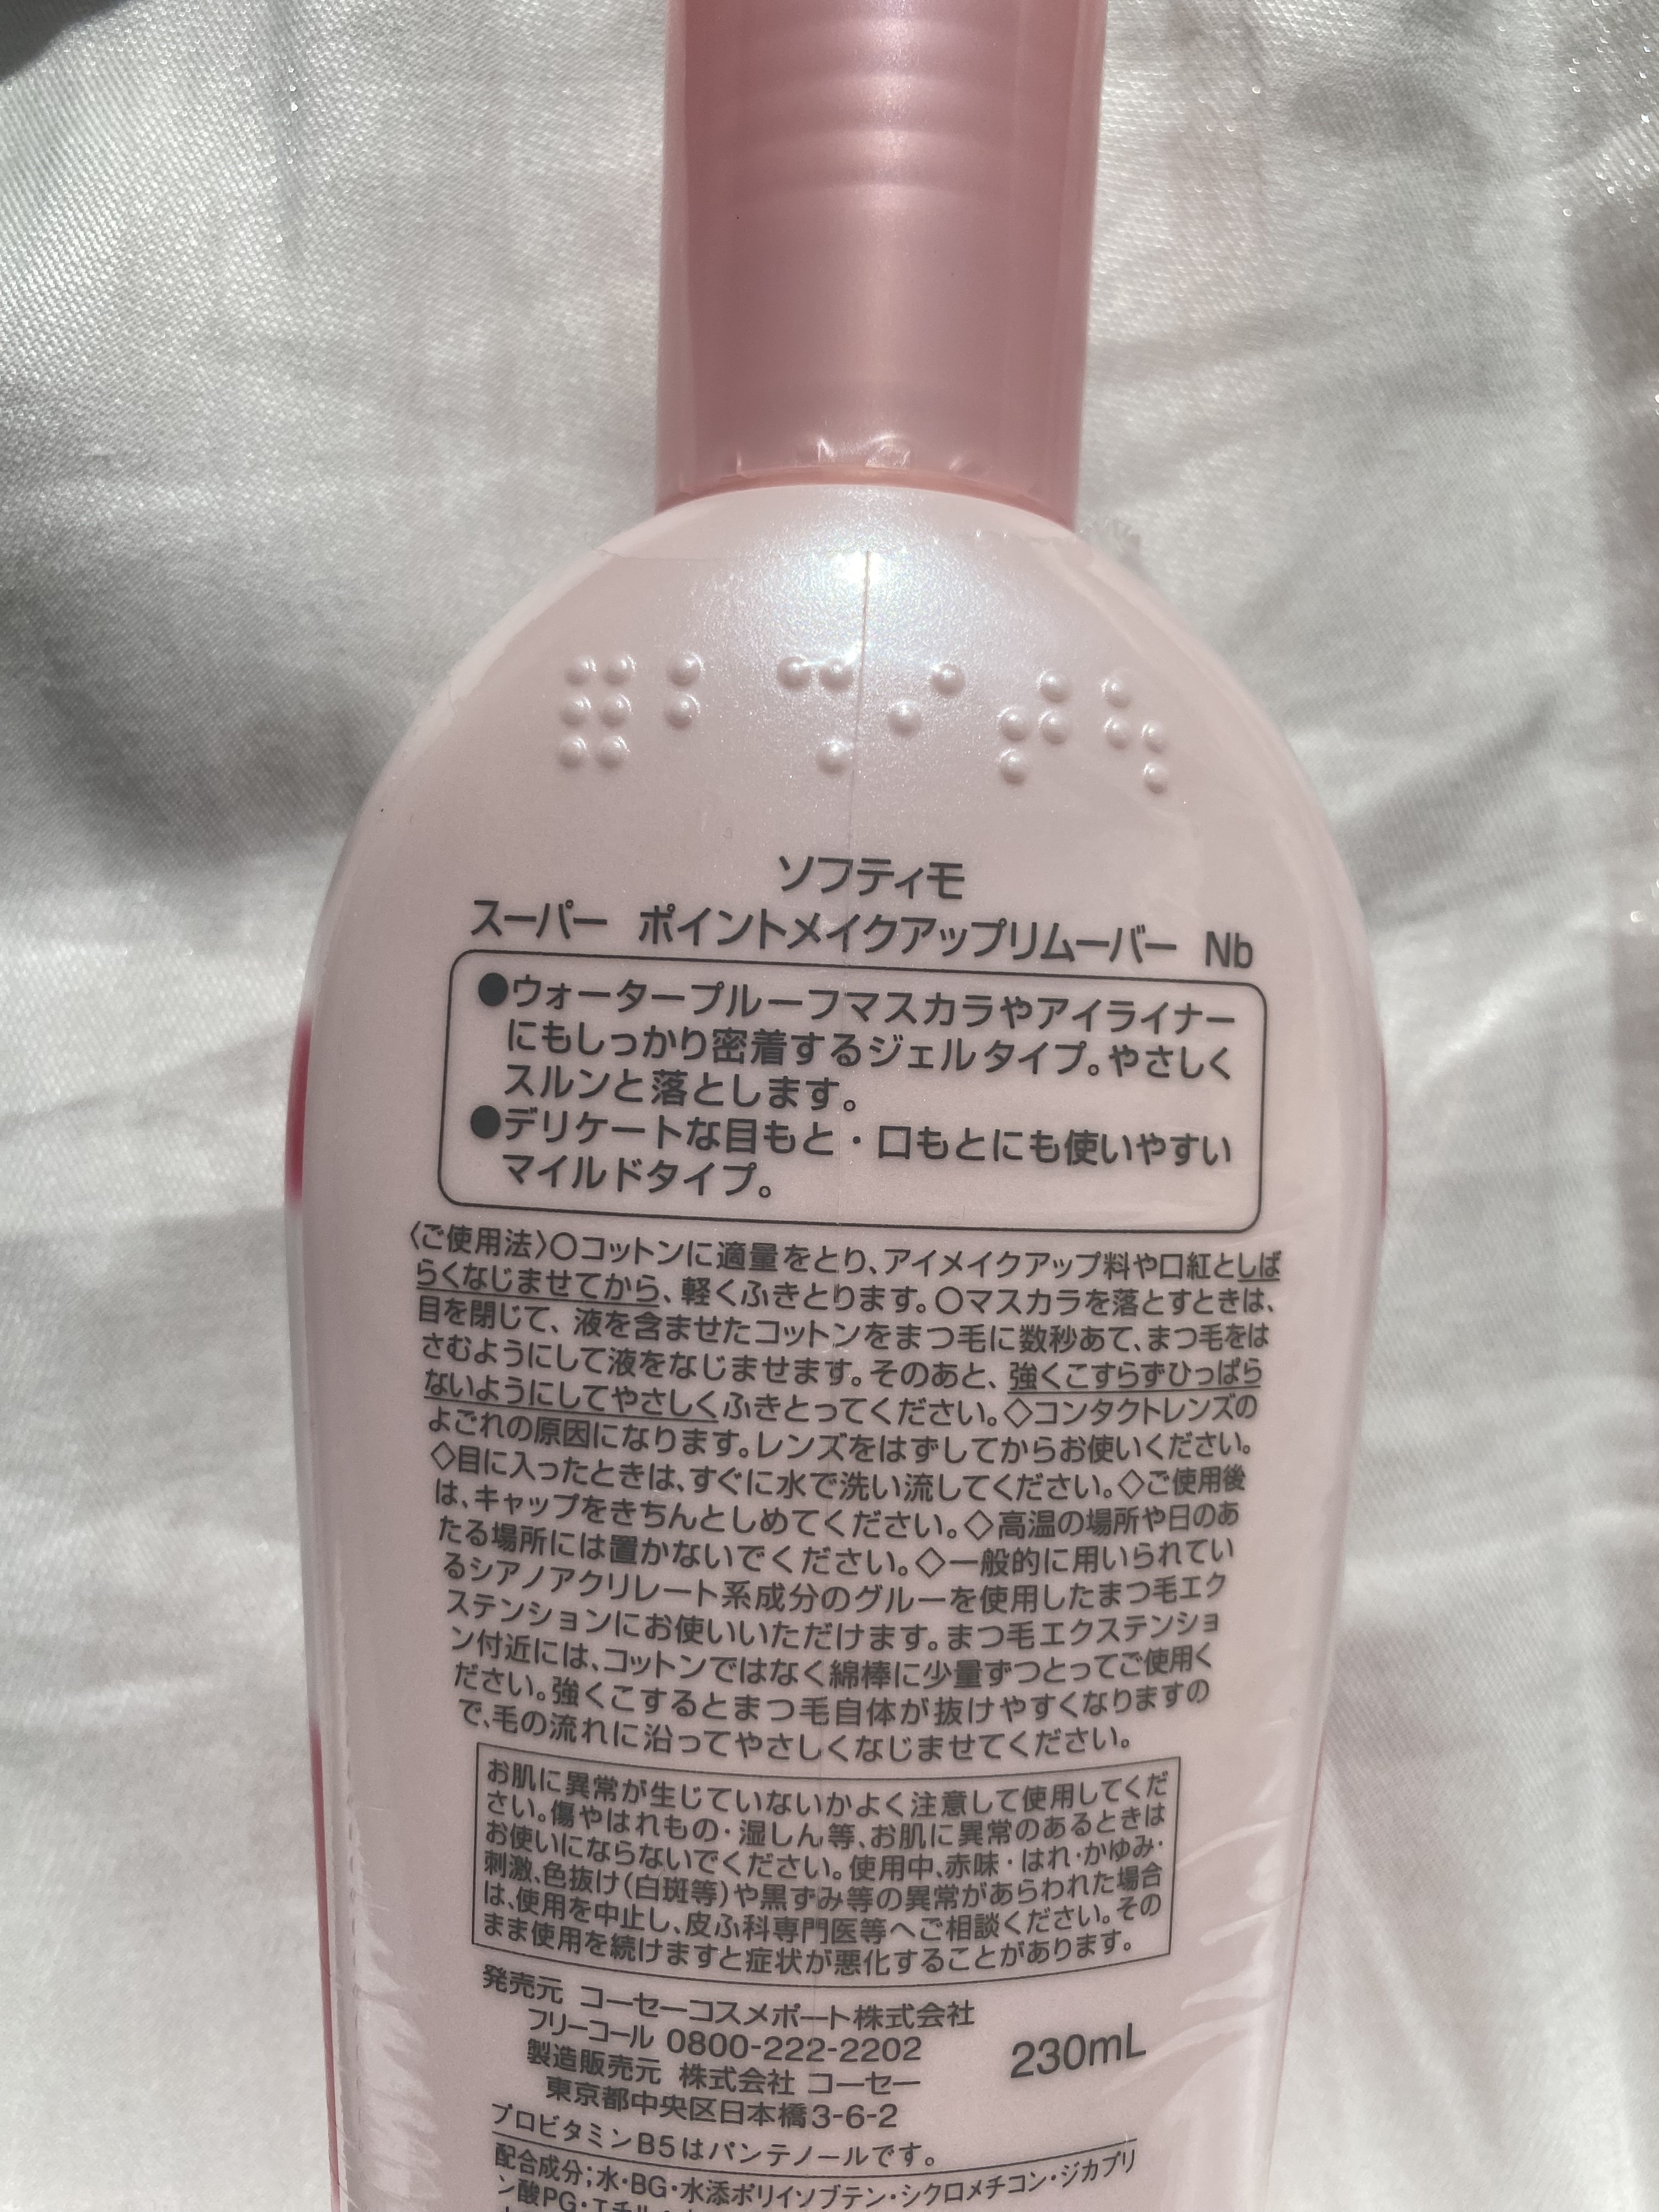 ソフティモ
スーパー ポイントメイクアップリムーバー Nb
●ウォータープルーフマスカラやアイライナー
にもしっかり密着するジェルタイプ。やさしく
スルンと落とします。
●デリケートな目もと・口もとにも使いやすい
マイルドタイプ。
〈ご使用法〉○コットンに適量をとり、アイメイクアップ料や口紅としば
らくなじませてから、軽くふきとります。○マスカラを落とすときは、
目を閉じて、液を含ませたコットンをまつ毛に数秒あて、まつ毛をは
さむようにして液をなじませます。そのあと、強くこすらずひっぱら
ないようにしてやさしくふきとってください。◇コンタクトレンズの
よごれの原因になります。レンズをはずしてからお使いください。
◇目に入ったときは、すぐに水で洗い流してください。◇ご使用後
は、キャップをきちんとしめてください。◇高温の場所や日のあ
たる場所には置かないでください。◇一般的に用いられてい
るシアノアクリレート系成分のグルーを使用したまつ毛エク
ステンションにお使いいただけます。まつ毛エクステンショ
ン付近には、コットンではなく綿棒に少量ずつとってご使用く
ださい。強くこするとまつ毛自体が抜けやすくなりますの
で、毛の流れに沿ってやさしくなじませてください。
お肌に異常が生じていないかよく注意して使用してくだ
さい。傷やはれもの・湿しん等、お肌に異常のあるときは
お使いにならないでください。使用中、赤味・はれ・かゆみ・
刺激、色抜け(白斑等)や黒ずみ等の異常があらわれた場合
は、使用を中止し、皮ふ科専門医等へご相談ください。その
まま使用を続けますと症状が悪化することがあります。
発売元 コーセーコスメポート株式会社
フリーコール 0800-222-2202
製造販売元 株式会社 コーセー
東京都中央区日本橋3-6-2
230mL
プロビタミンB5はパンテノールです。
配合成分;水・BG・水添ポリイソブテン・シクロメチコン・ジカプリ
ン酸PG・エチル